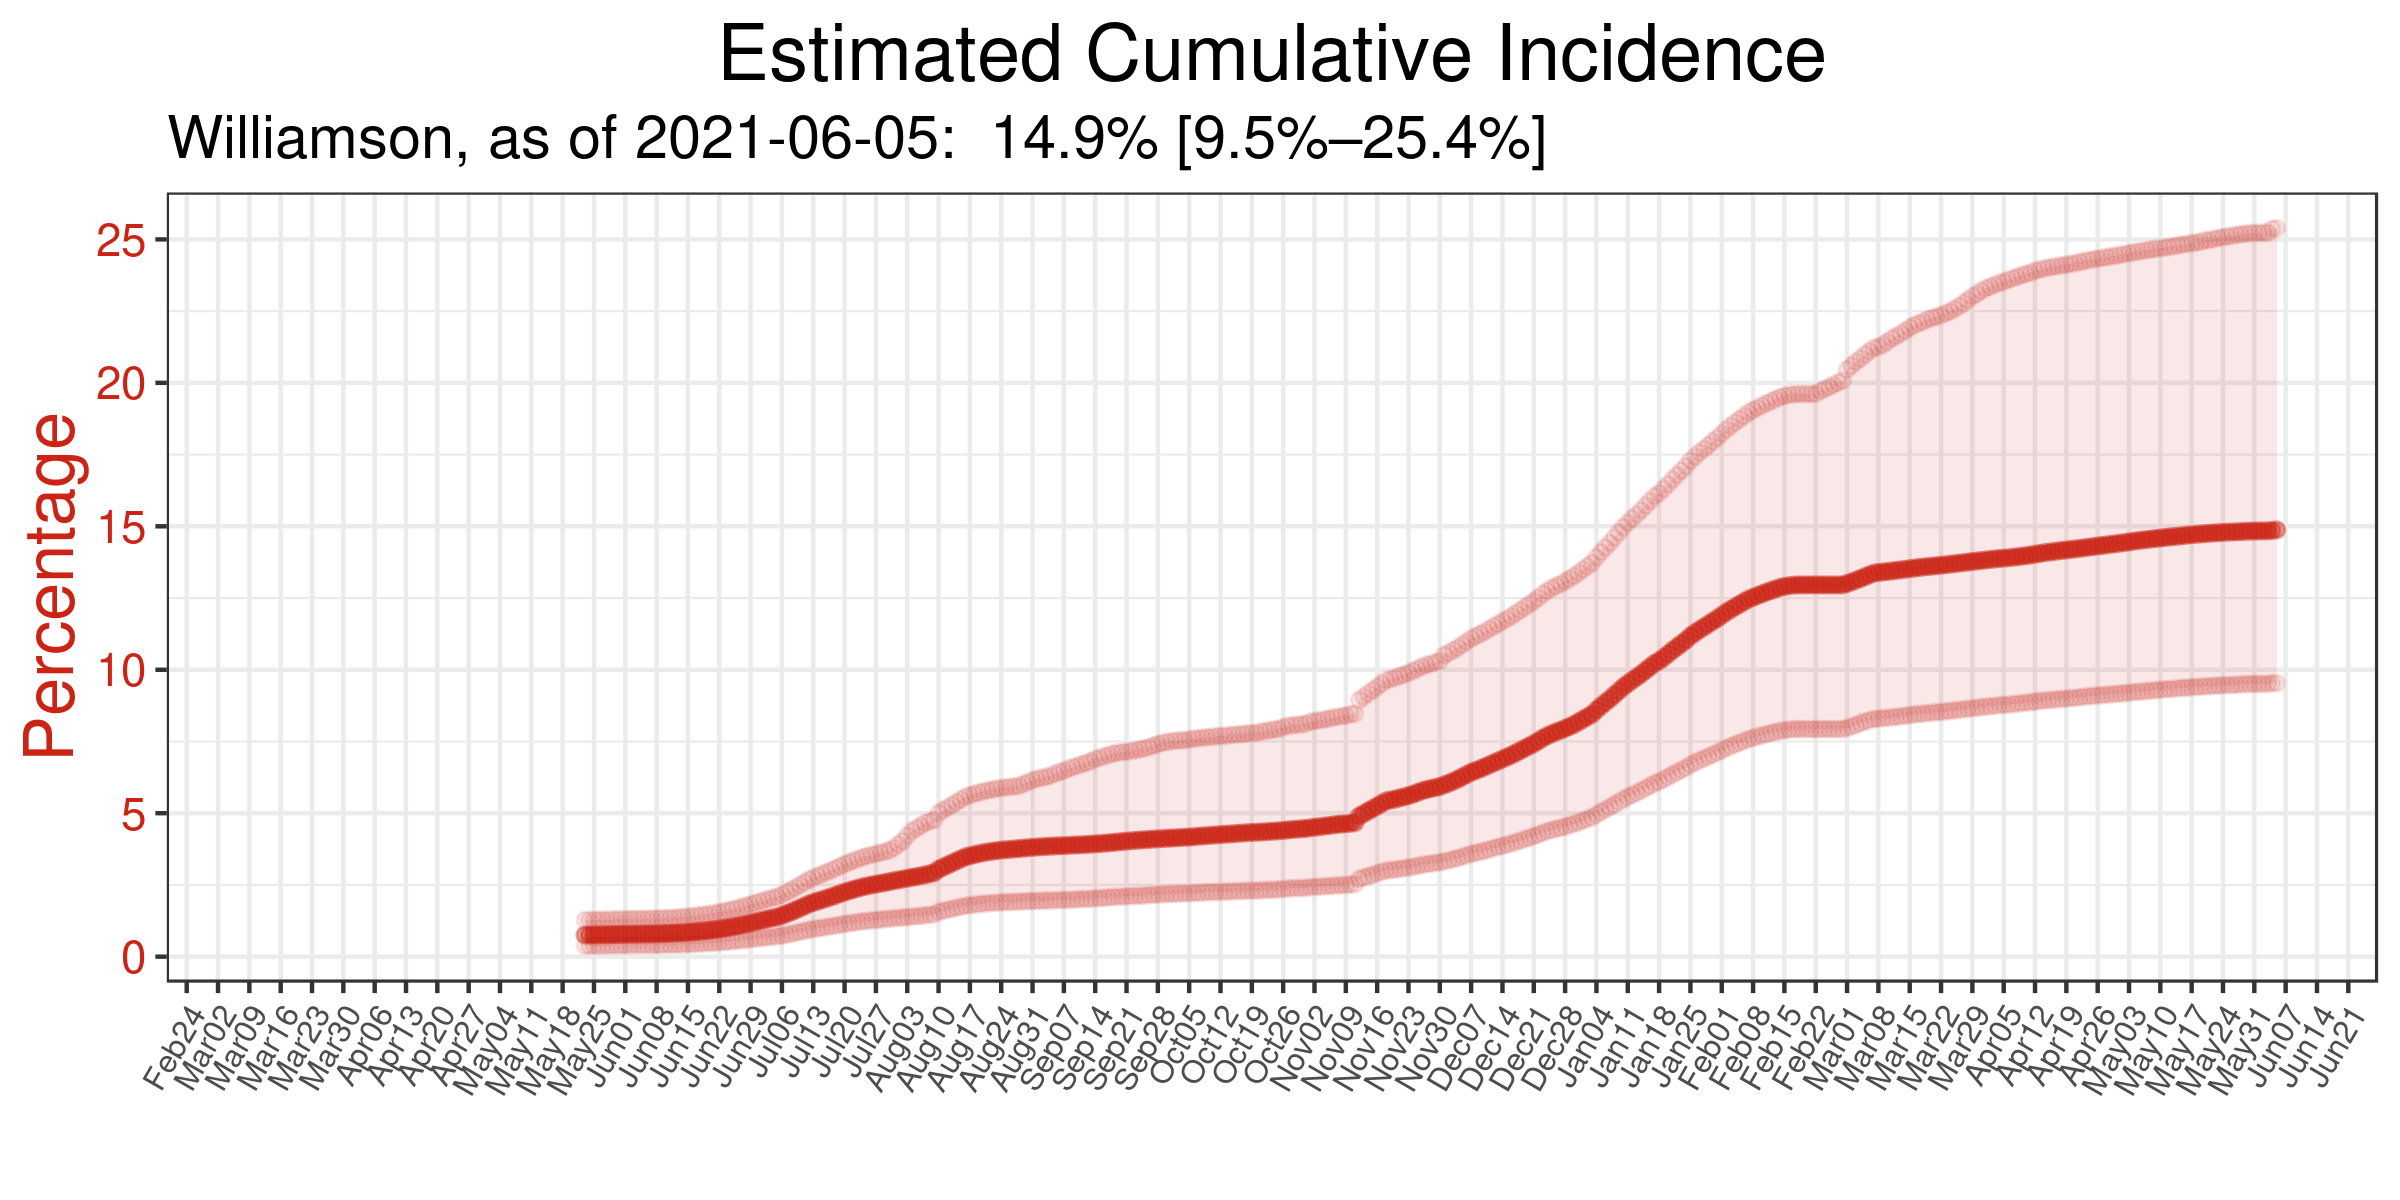 Estimated Cumulative Incidence
Williamson, as of 2021-06-05:  14.9% [9.5%–25.4%]
Percentage
25
20
15
10
5
0
Feb24
Mar02
Mar09
Mar16
Mar23
Mar30
Apr06
Apr13
Apr20
Apr27
May04
May11
May18
May25
Jun01
Jun08
Jun15
Jun22
Jun29
Jul06
Jul13
Jul20
Jul27
Aug03
Aug10
Aug17
Aug24
Aug31
Sep07
Sep14
Sep21
Sep28
Oct05
Oct12
Oct19
Oct26
Nov02
Nov09
Nov16
Nov23
Nov30
Dec07
Dec14
Dec21
Dec28
Jan04
Jan11
Jan18
Jan25
Feb01
Feb08
Feb15
Feb22
Mar01
Mar08
Mar15
Mar22
Mar29
Apr05
Apr12
Apr19
Apr26
May03
May10
May17
May24
May31
Jun07
Jun14
Jun21